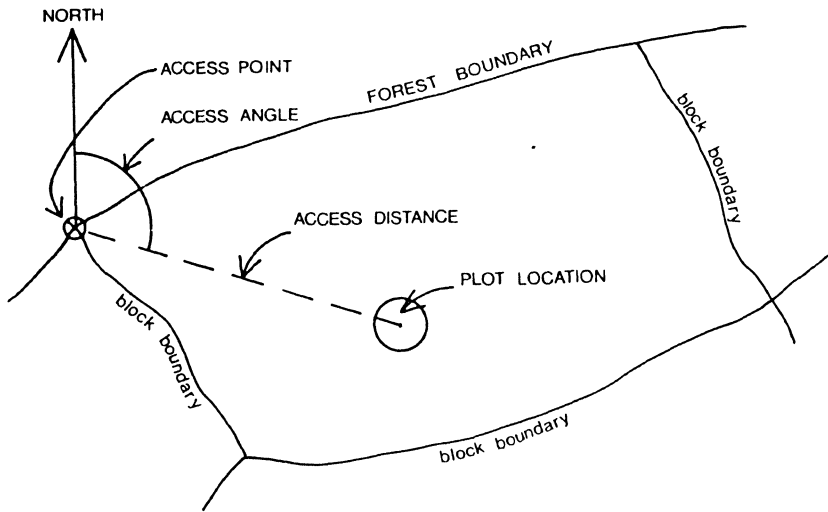 NORTH
ACCESS POINT
ACCESS ANGLE
FOREST BOUNDARY
block boundary
ACCESS DISTANCE
PLOT LOCATION
block boundary
block boundary